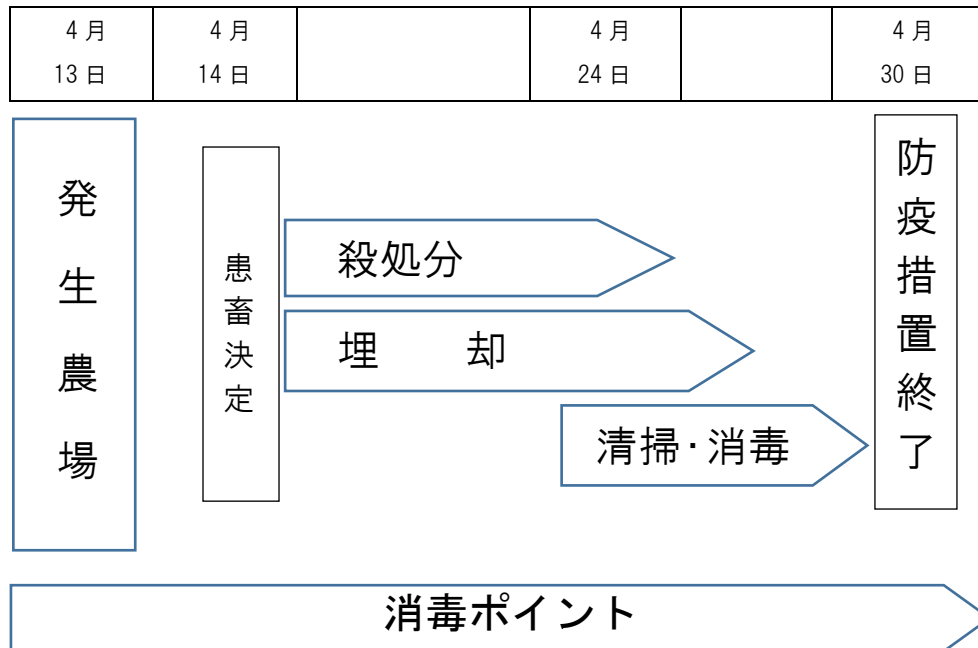 4月
13日
4月
14日
4月
24日
4月
30日
発生農場
患畜決定
殺処分
埋　却
清掃・消毒
防疫措置終了
消毒ポイント